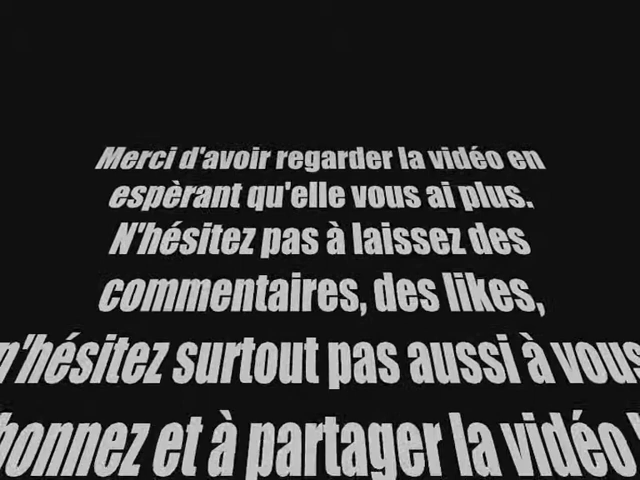 Merci d'avoir regarder la vidéo en
espèrant qu'elle vous ai plus.
N'hésitez pas à laissez des
commentaires, des likes,
n'hésitez surtout pas aussi à vous
bonnez et à partager la vidéo !